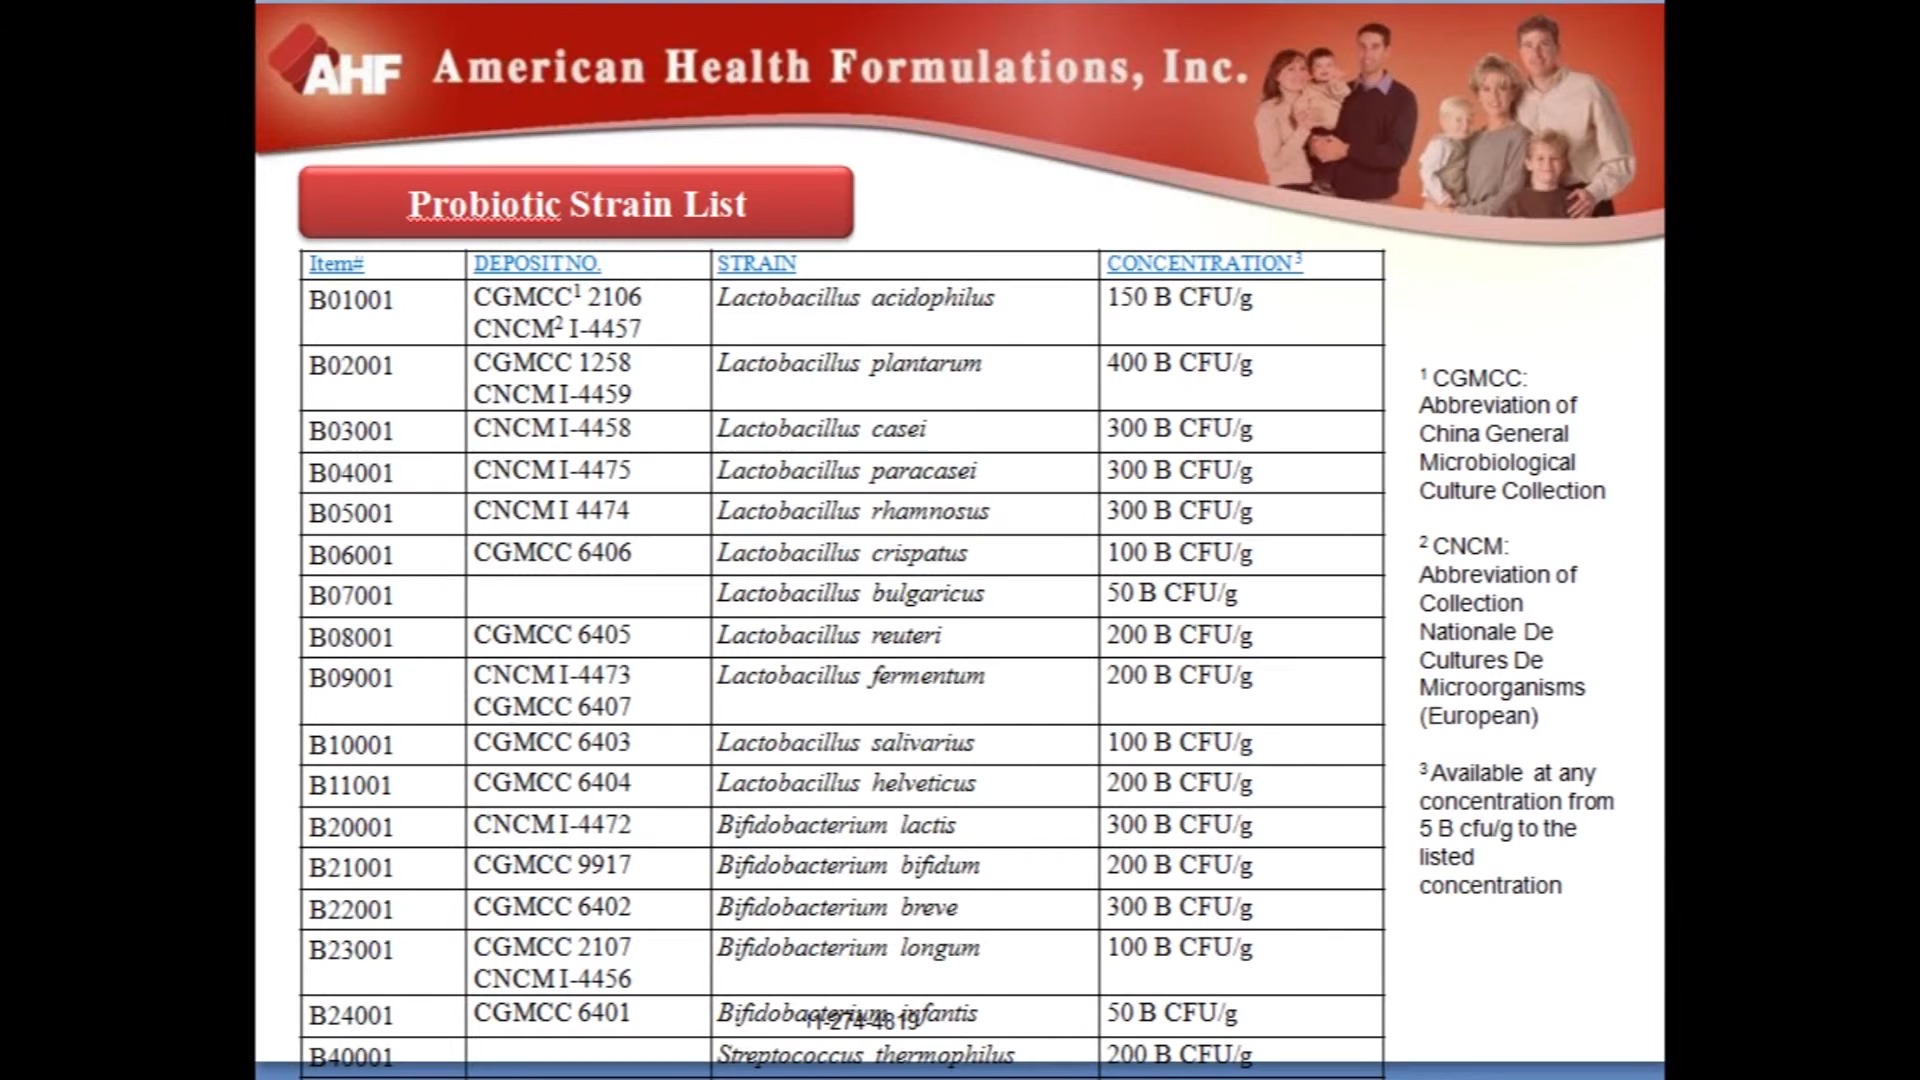 AHF American Health Formulations, Inc.
Probiotic Strain List
Item# DEPOSIT NO. STRAIN CONCENTRATION³
B01001 CGMCC¹ 2106 Lactobacillus acidophilus 150 B CFU/g
CNCM² I-4457
B02001 CGMCC 1258 Lactobacillus plantarum 400 B CFU/g
CNCM I-4459
B03001 CNCM I-4458 Lactobacillus casei 300 B CFU/g
B04001 CNCM I-4475 Lactobacillus paracasei 300 B CFU/g
B05001 CNCM I 4474 Lactobacillus rhamnosus 300 B CFU/g
B06001 CGMCC 6406 Lactobacillus crispatus 100 B CFU/g
B07001 Lactobacillus bulgaricus 50 B CFU/g
B08001 CGMCC 6405 Lactobacillus reuteri 200 B CFU/g
B09001 CNCM I-4473 Lactobacillus fermentum 200 B CFU/g
CGMCC 6407
B10001 CGMCC 6403 Lactobacillus salivarius 100 B CFU/g
B11001 CGMCC 6404 Lactobacillus helveticus 200 B CFU/g
B20001 CNCM I-4472 Bifidobacterium lactis 300 B CFU/g
B21001 CGMCC 9917 Bifidobacterium bifidum 200 B CFU/g
B22001 CGMCC 6402 Bifidobacterium breve 300 B CFU/g
B23001 CGMCC 2107 Bifidobacterium longum 100 B CFU/g
CNCM I-4456
B24001 CGMCC 6401 Bifidobacterium infantis 50 B CFU/g
B40001 Streptococcus thermophilus 200 B CFU/g
¹ CGMCC:
Abbreviation of
China General
Microbiological
Culture Collection
² CNCM:
Abbreviation of
Collection
Nationale De
Cultures De
Microorganisms
(European)
³ Available at any
concentration from
5 B cfu/g to the
listed
concentration